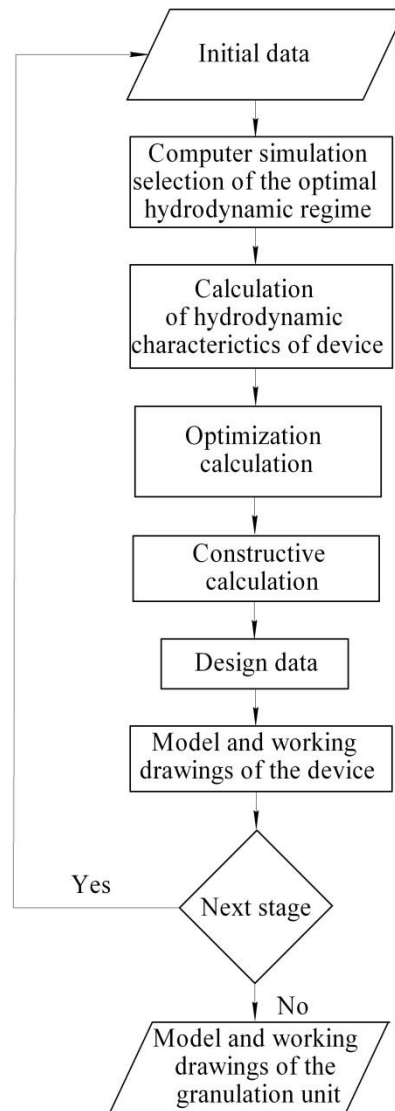 Initial data
Computer simulation
selection of the optimal
hydrodynamic regime
Calculation
of hydrodynamic
characterictics of device
Optimization
calculation
Constructive
calculation
Design data
Model and working
drawings of the device
Yes
Next stage
No
Model and working
drawings of the
granulation unit